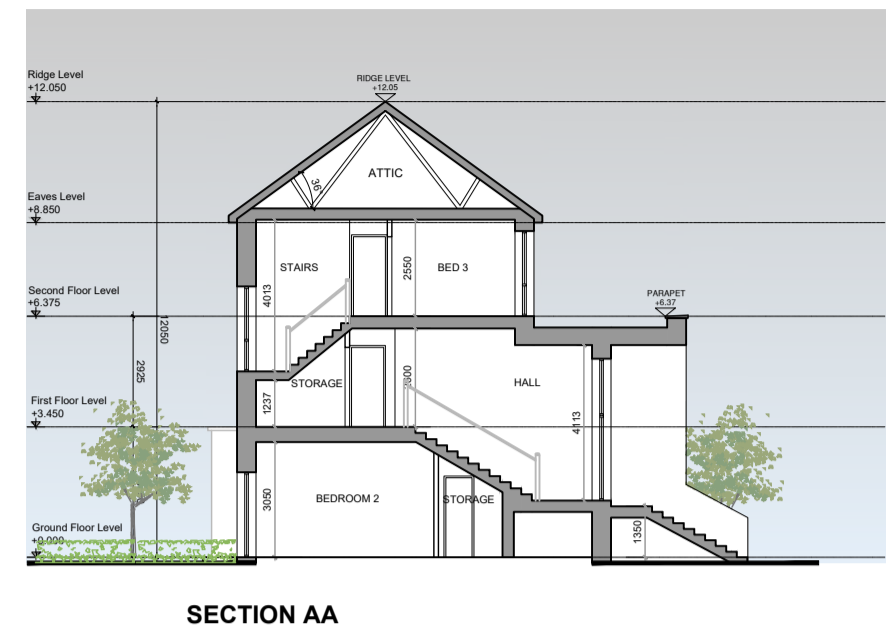 Ridge Level
+12.050
RIDGE LEVEL
+12.05
ATTIC
36°
Eaves Level
+8.850
STAIRS
2550
BED 3
4013
Second Floor Level
+6.375
PARAPET
+6.37
12050
2925
STORAGE
HALL
1237
4113
First Floor Level
+3.450
BEDROOM 2
STORAGE
3050
1350
Ground Floor Level
+0.000
SECTION AA